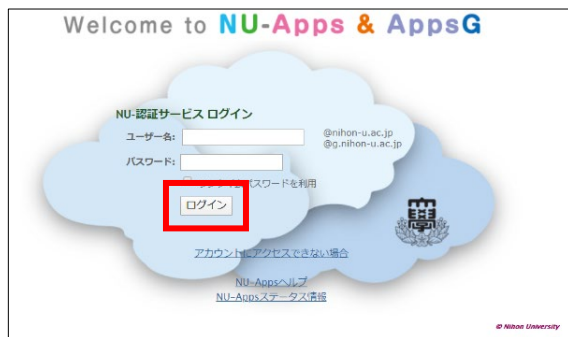 Welcome to NU-Apps & AppsG
NU-認証サービス ログイン
ユーザー名:
@nihon-u.ac.jp
@g.nihon-u.ac.jp
パスワード:
パスワードを利用
ログイン
大學
アカウントにアクセスできない場合
NU-Appsヘルプ
NU-Appsステータス情報
© Nihon University